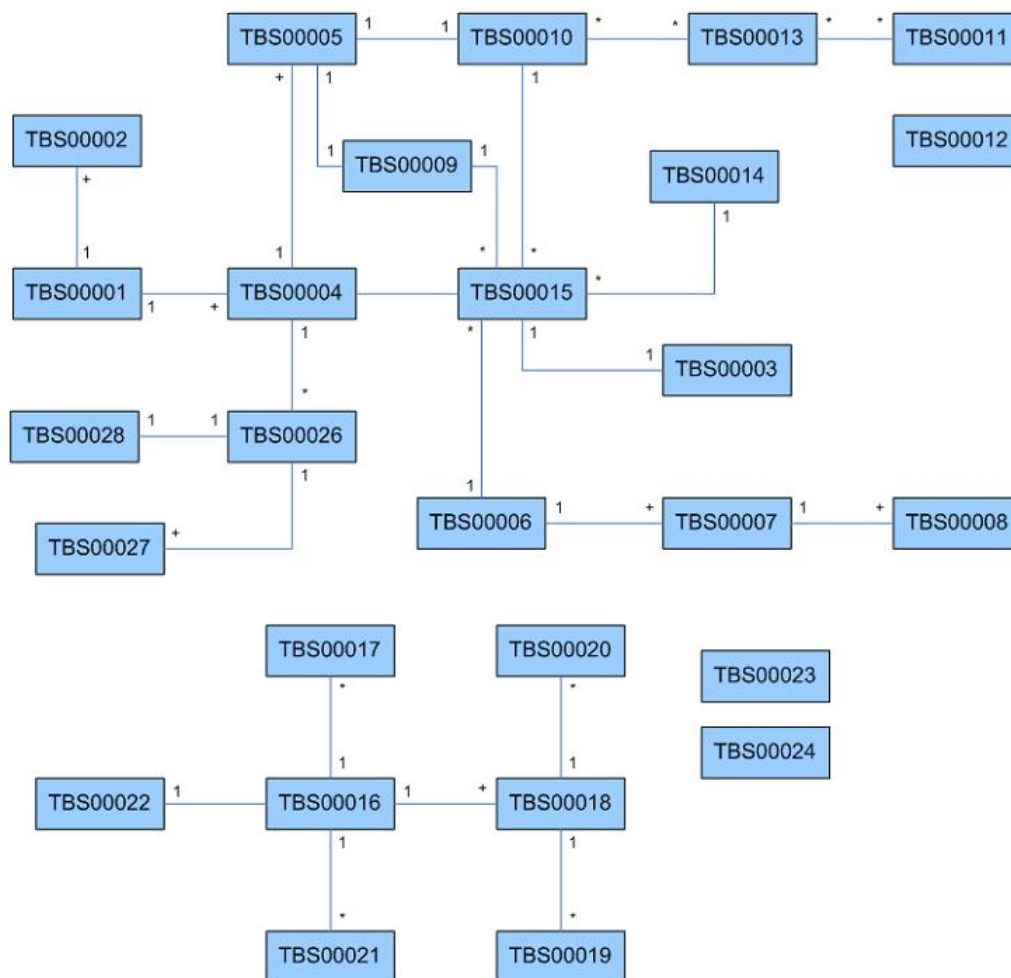 TBS00005 1 1 TBS00010 * * TBS00013 * * TBS00011
+ 1 1
TBS00002 TBS00012
+ 1 TBS00009 1 TBS00014
1
1 1 * * *
TBS00001 1 + TBS00004 TBS00015
1 * 1
1 TBS00003
*
TBS00028 1 1 TBS00026
1 1
TBS00006 1 + TBS00007 1 + TBS00008
+
TBS00027
TBS00017 TBS00020
* * TBS00023
1 1 TBS00024
TBS00022 1 TBS00016 1 + TBS00018
1 1
* *
TBS00021 TBS00019